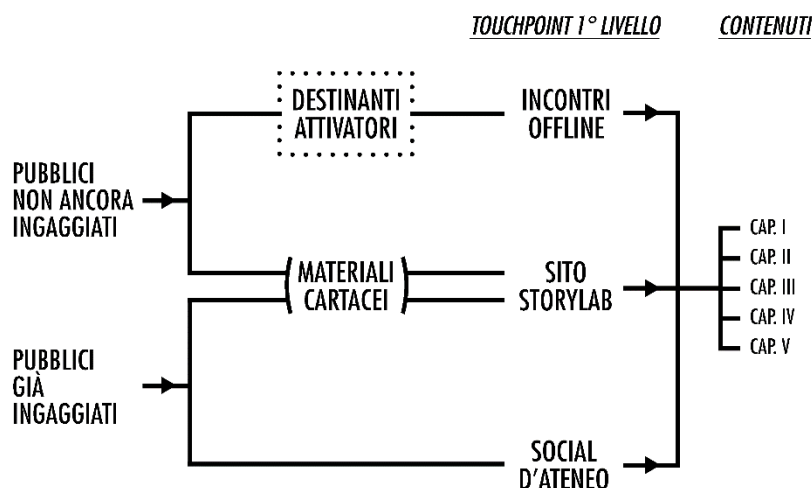 TOUCHPOINT 1° LIVELLO
CONTENUTI
DESTINANTI
ATTIVATORI
INCONTRI
OFFLINE
PUBBLICI
NON ANCORA
INGAGGIATI
MATERIALI
CARTACEI
SITO
STORYLAB
CAP. I
CAP. II
CAP. III
CAP. IV
CAP. V
PUBBLICI
GIÀ
INGAGGIATI
SOCIAL
D'ATENEO